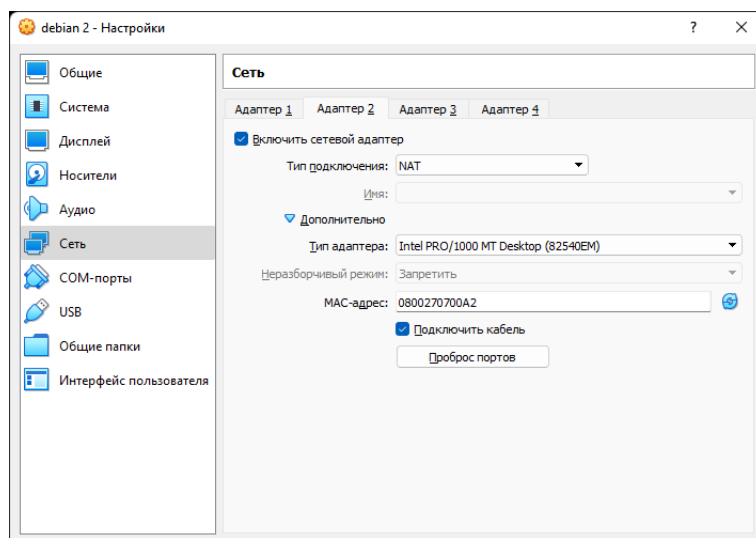 debian 2 - Настройки
?
Общие
Система
Дисплей
Носители
Аудио
Сеть
COM-порты
USB
Общие папки
Интерфейс пользователя
Сеть
Адаптер 1 Адаптер 2 Адаптер 3 Адаптер 4
Включить сетевой адаптер
Тип подключения: NAT
Имя:
Дополнительно
Тип адаптера: Intel PRO/1000 MT Desktop (82540EM)
Неразборчивый режим: Запретить
MAC-адрес: 0800270700A2
Подключить кабель
Проброс портов